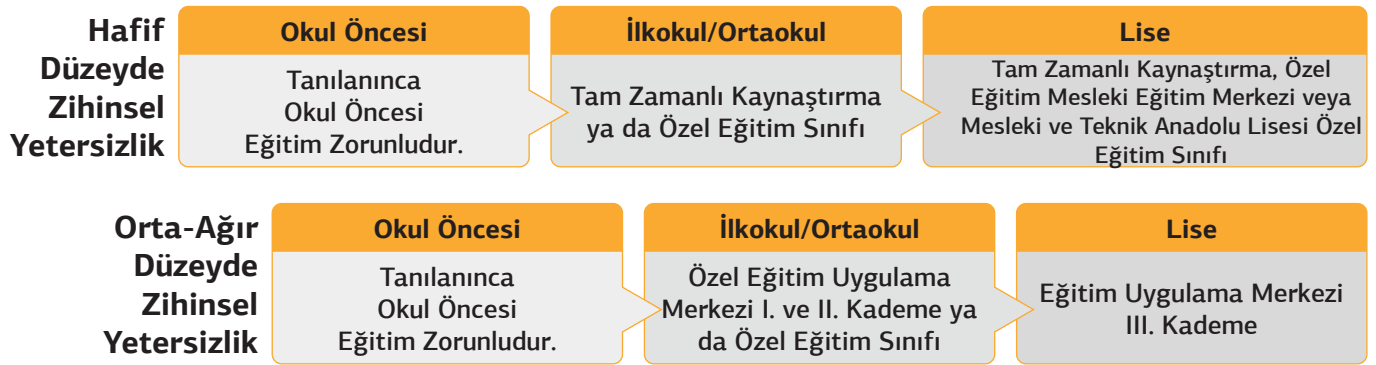 Hafif
Düzeyde
Zihinsel
Yetersizlik
Okul Öncesi
Tanılanınca
Okul Öncesi
Eğitim Zorunludur.
İlkokul/Ortaokul
Tam Zamanlı Kaynaştırma
ya da Özel Eğitim Sınıfı
Lise
Tam Zamanlı Kaynaştırma, Özel
Eğitim Mesleki Eğitim Merkezi veya
Mesleki ve Teknik Anadolu Lisesi Özel
Eğitim Sınıfı
Orta-Ağır
Düzeyde
Zihinsel
Yetersizlik
Okul Öncesi
Tanılanınca
Okul Öncesi
Eğitim Zorunludur.
İlkokul/Ortaokul
Özel Eğitim Uygulama
Merkezi I. ve II. Kademe ya
da Özel Eğitim Sınıfı
Lise
Eğitim Uygulama Merkezi
III. Kademe